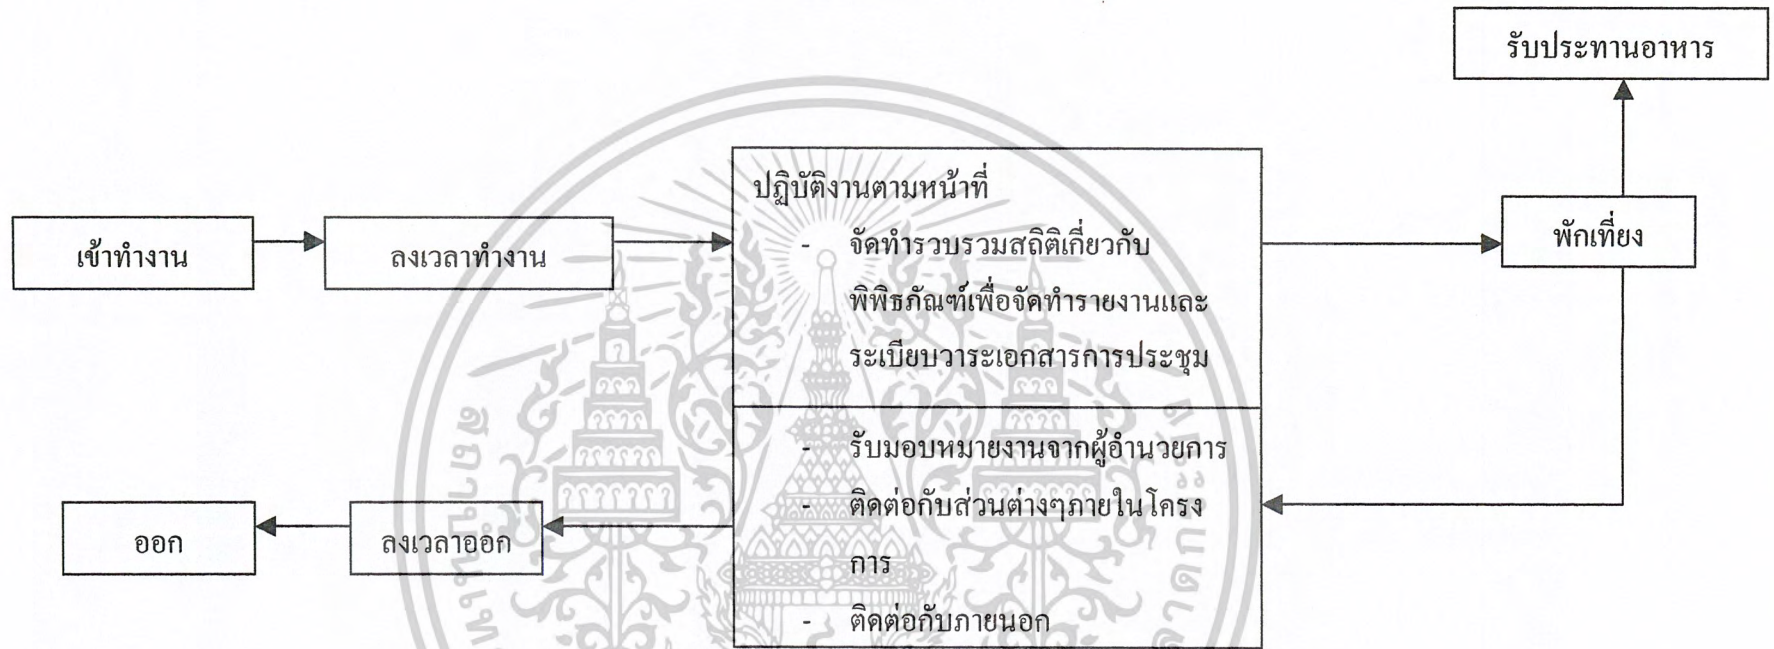 รับประทานอาหาร
เข้าทำงาน
ลงเวลาทำงาน
ปฏิบัติงานตามหน้าที่
- จัดทำรวบรวมสถิติเกี่ยวกับ
พิพิธภัณฑ์เพื่อจัดทำรายงานและ
ระเบียบวาระเอกสารการประชุม
พักเที่ยง
- รับมอบหมายงานจากผู้อำนวยการ
- ติดต่อกับส่วนต่างๆภายในโครง
การ
- ติดต่อกับภายนอก
ลงเวลาออก
ออก